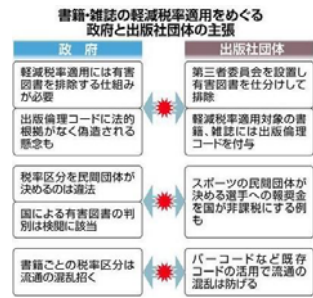 書籍・雑誌の軽減税率適用をめぐる
政府と出版社団体の主張
政府
軽減税率適用には有害
図書を排除する仕組み
が必要
出版倫理コードに法的
根拠がなく偽造される
懸念も
税率区分を民間団体が
決めるのは違法
国による有害図書の判
別は検閲に該当
書籍ごとの税率区分は
流通の混乱招く
出版社団体
第三者委員会を設置し
有害図書を仕分けして
排除
軽減税率適用対象の書
籍、雑誌には出版倫理
コードを付与
スポーツの民間団体が
決める選手への報奨金
を国が非課税にする例
も
バーコードなど既存
コードの活用で流通の
混乱は防げる